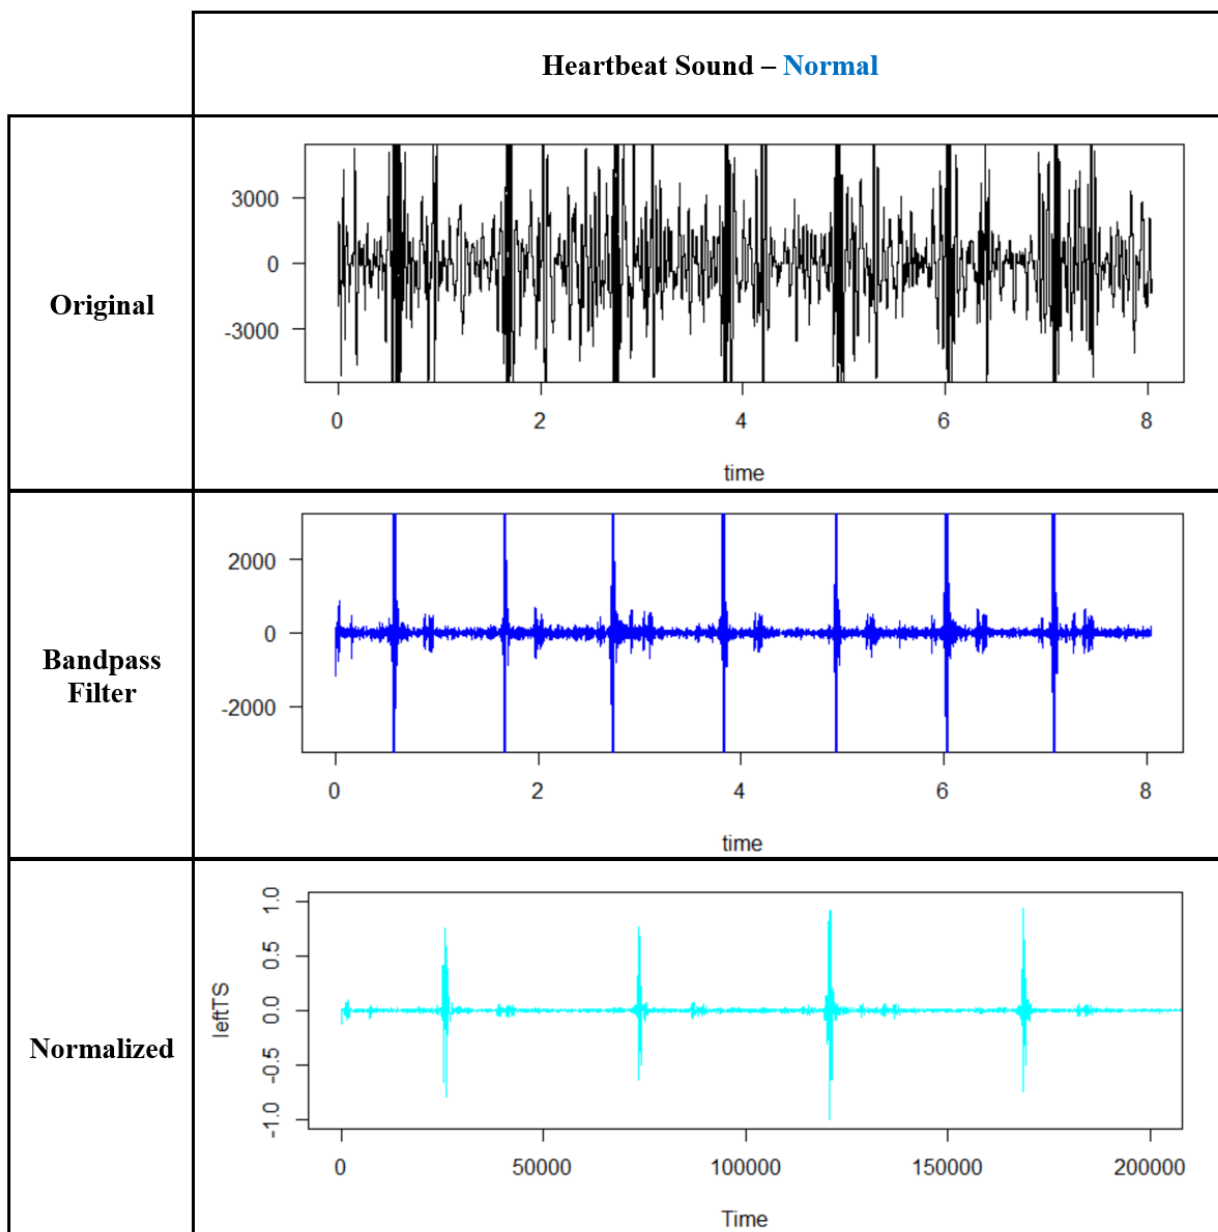 Heartbeat Sound – Normal
Original
3000
0
-3000
0 2 4 6 8
time
Bandpass
Filter
2000
0
-2000
0 2 4 6 8
time
Normalized
leftTS
1.0
0.5
0.0
-0.5
-1.0
0 50000 100000 150000 200000
Time